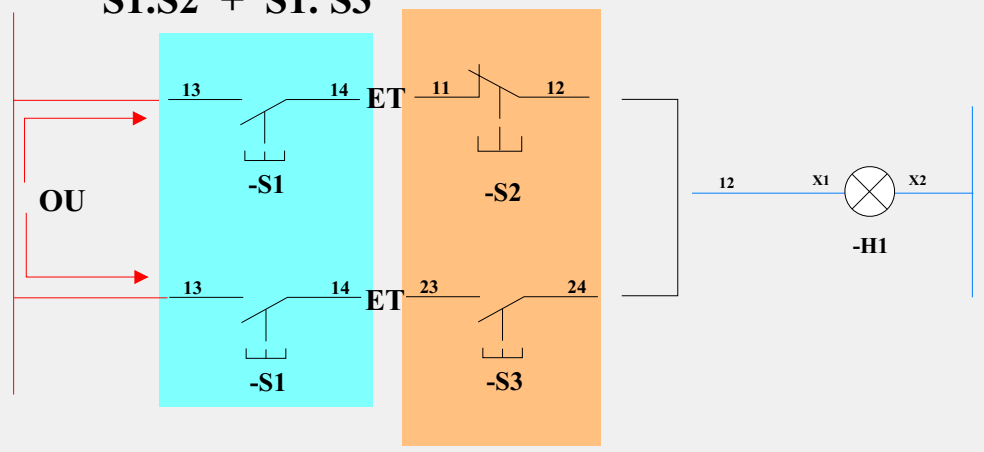 S1.S2 + S1. S3
13 14 ET 11 12
-S1 -S2
OU
12 X1 X2
-H1
13 14 ET 23 24
-S1 -S3